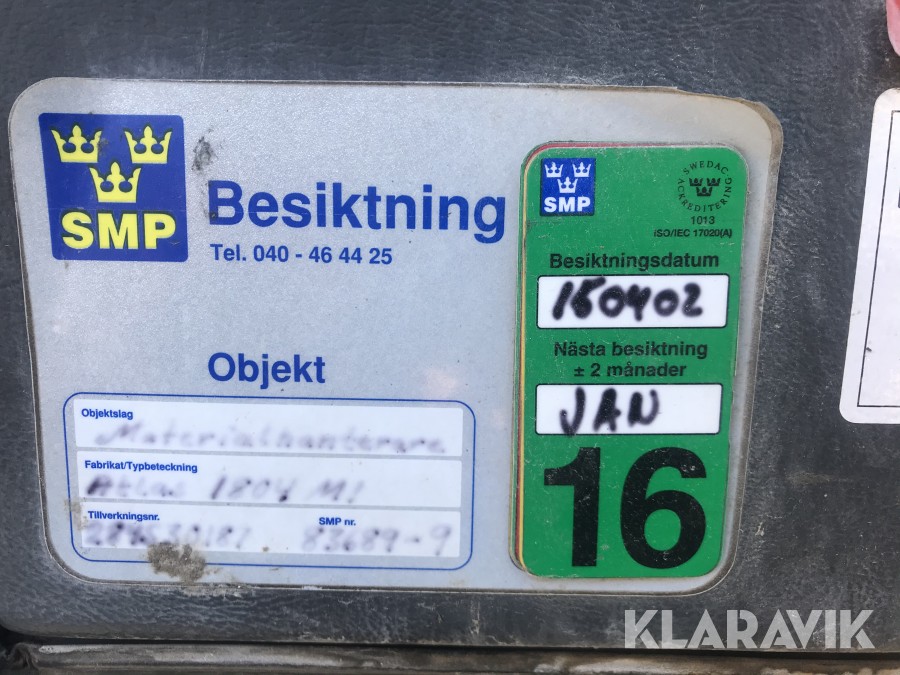 SMP
Besiktning
Tel. 040 - 46 44 25
Objekt
Objektslag
Materialhanterare
Fabrikat/Typbeteckning
Atlas 1804 MI
Tillverkningsnr.
SMP nr.
83689-9
SMP
SWEDAC
ACKREDITERING
1013
ISO/IEC 17020(A)
Besiktningsdatum
150402
Nästa besiktning
± 2 månader
JAN
16
KLARAVIK